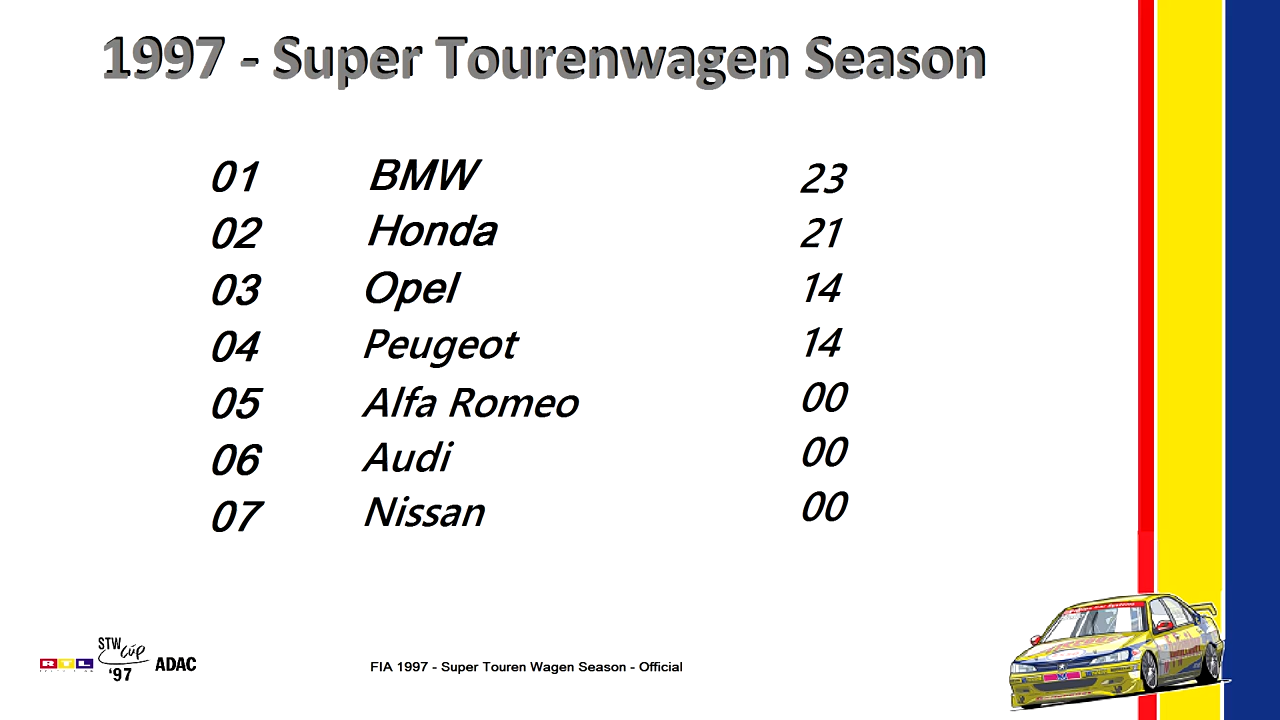 1997 - Super Tourenwagen Season
01 BMW 23
02 Honda 21
03 Opel 14
04 Peugeot 14
05 Alfa Romeo 00
06 Audi 00
07 Nissan 00
RTL
STW
Cup
'97
ADAC
FIA 1997 - Super Touren Wagen Season - Official